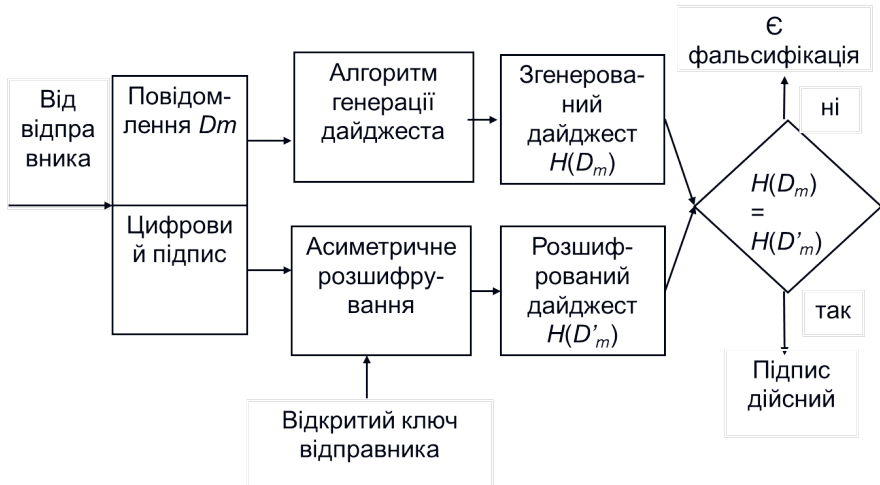 Від
відпра
вника
Повідом-
лення Dm
Цифрови
й підпис
Алгоритм
генерації
дайджеста
Згенерова-
ний
дайджест
H(Dm)
Асиметричне
розшифру-
вання
Розшиф-
рований
дайджест
H(D’m)
Відкритий ключ
відправника
H(Dm)
=
H(D’m)
Є
фальсифікація
ні
так
Підпис
дійсний